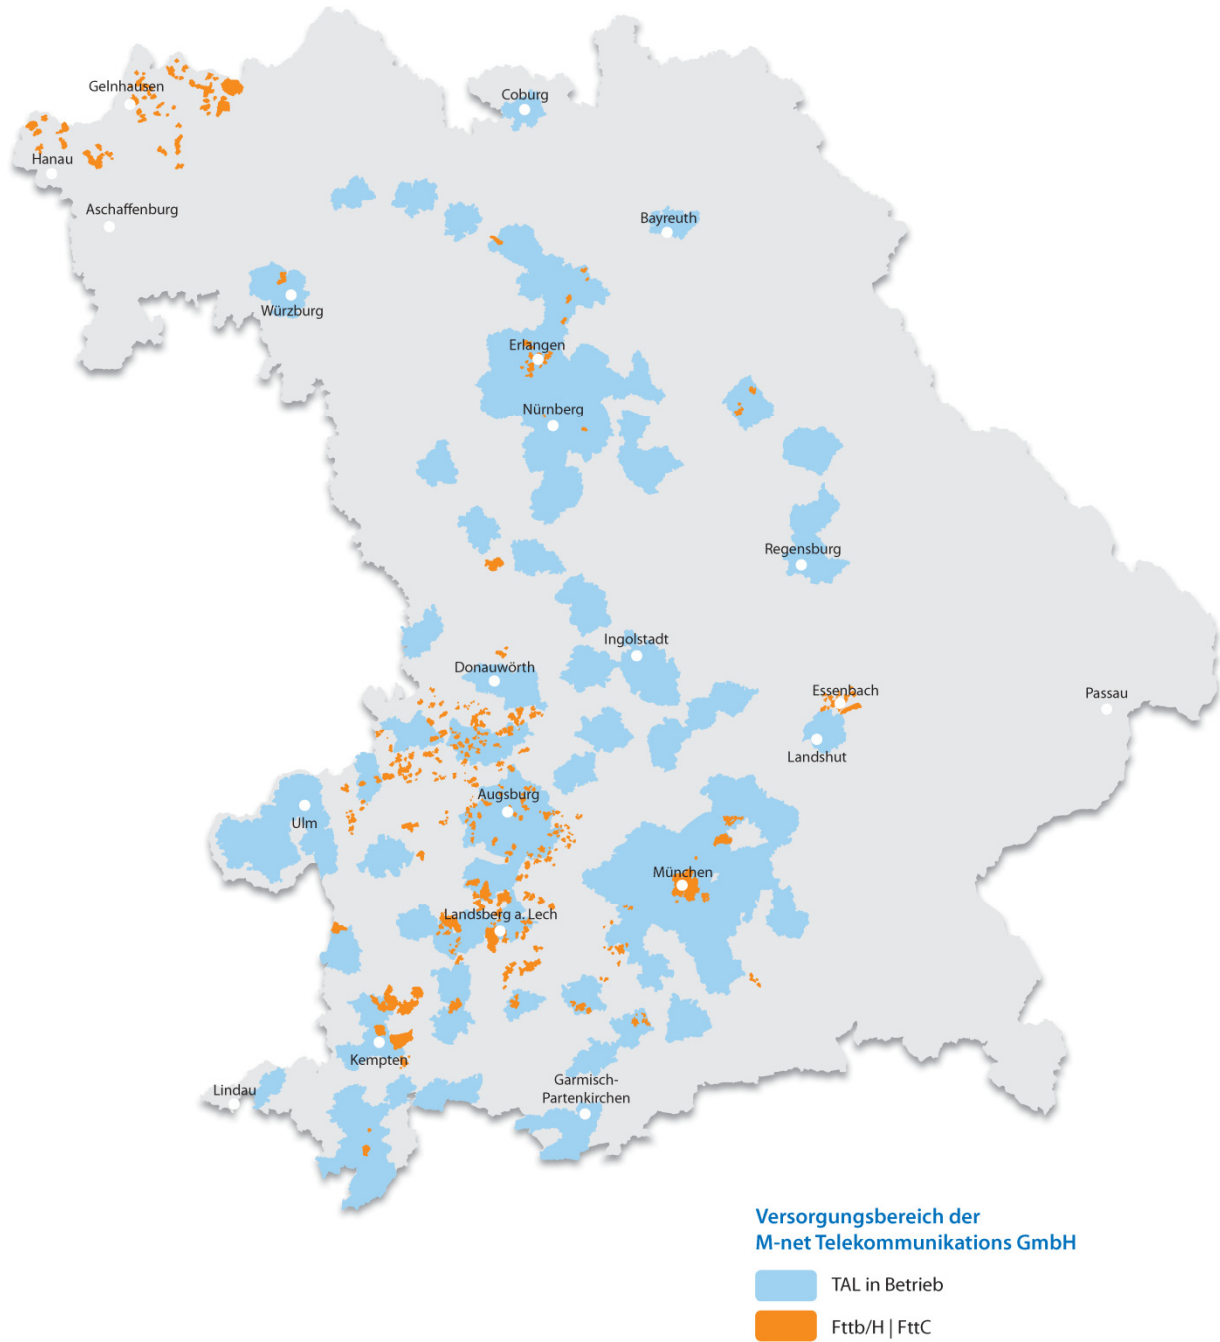 Gelnhausen
Coburg
Hanau
Aschaffenburg
Bayreuth
Würzburg
Erlangen
Nürnberg
Regensburg
Ingolstadt
Donauwörth
Essenbach
Passau
Landshut
Augsburg
Ulm
München
Landsberg a. Lech
Kempten
Lindau
Garmisch-
Partenkirchen
Versorgungsbereich der
M-net Telekommunikations GmbH
TAL in Betrieb
Fttb/H | FttC